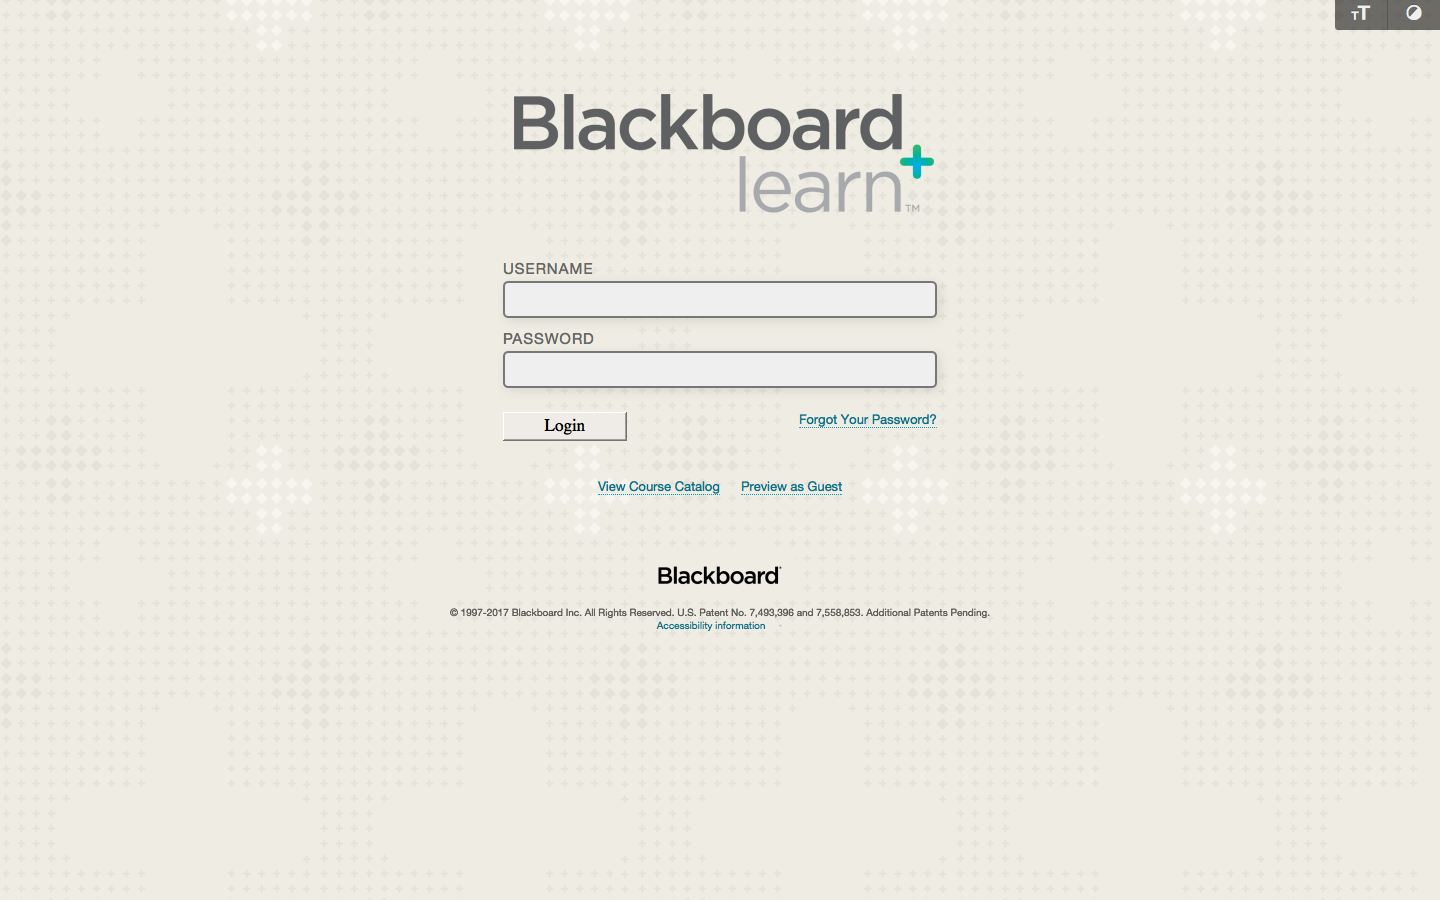 TT
Blackboard
learn™
USERNAME
PASSWORD
Login
Forgot Your Password?
View Course Catalog
Preview as Guest
Blackboard
© 1997-2017 Blackboard Inc. All Rights Reserved. U.S. Patent No. 7,493,396 and 7,558,853. Additional Patents Pending.
Accessibility information